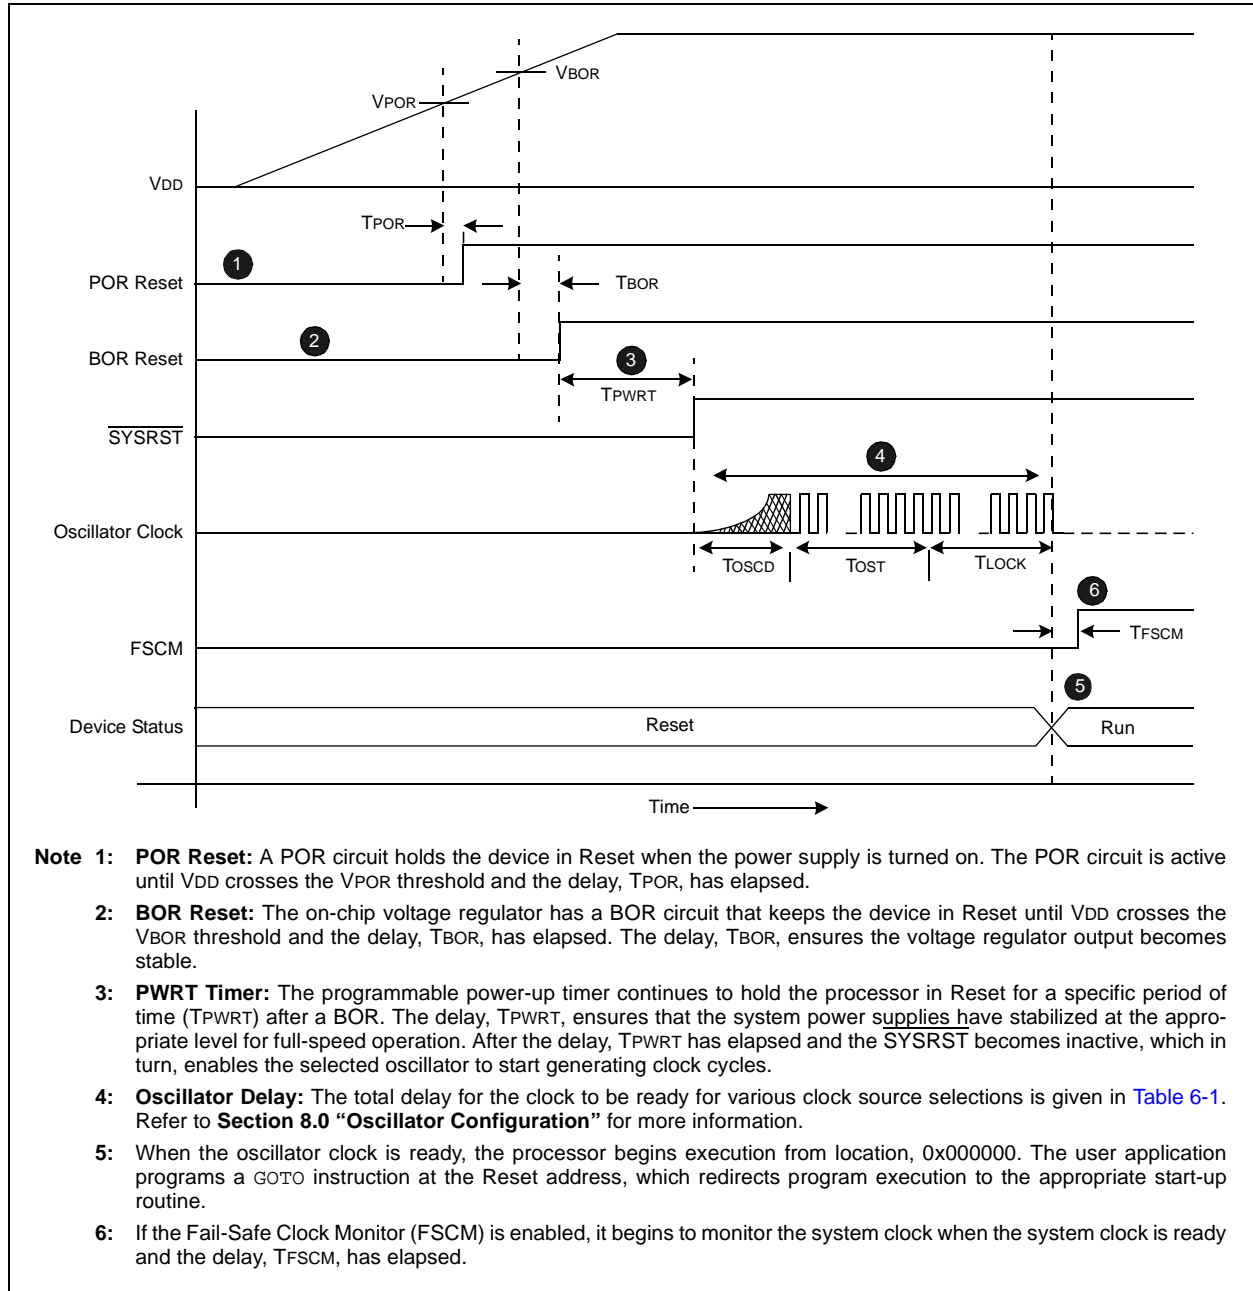 VBOR
VPOR
VDD
TPOR
1
POR Reset
TBOR
2
BOR Reset
3
TPWRT
SYSRST
4
Oscillator Clock
TOSCD
TOST
TLOCK
6
TFSCM
FSCM
5
Device Status
Reset
Run
Time
Note 1: POR Reset: A POR circuit holds the device in Reset when the power supply is turned on. The POR circuit is active
until VDD crosses the VPOR threshold and the delay, TPOR, has elapsed.
2: BOR Reset: The on-chip voltage regulator has a BOR circuit that keeps the device in Reset until VDD crosses the
VBOR threshold and the delay, TBOR, has elapsed. The delay, TBOR, ensures the voltage regulator output becomes
stable.
3: PWRT Timer: The programmable power-up timer continues to hold the processor in Reset for a specific period of
time (TPWRT) after a BOR. The delay, TPWRT, ensures that the system power supplies have stabilized at the appro-
priate level for full-speed operation. After the delay, TPWRT has elapsed and the SYSRST becomes inactive, which in
turn, enables the selected oscillator to start generating clock cycles.
4: Oscillator Delay: The total delay for the clock to be ready for various clock source selections is given in Table 6-1.
Refer to Section 8.0 “Oscillator Configuration” for more information.
5: When the oscillator clock is ready, the processor begins execution from location, 0x000000. The user application
programs a GOTO instruction at the Reset address, which redirects program execution to the appropriate start-up
routine.
6: If the Fail-Safe Clock Monitor (FSCM) is enabled, it begins to monitor the system clock when the system clock is ready
and the delay, TFSCM, has elapsed.